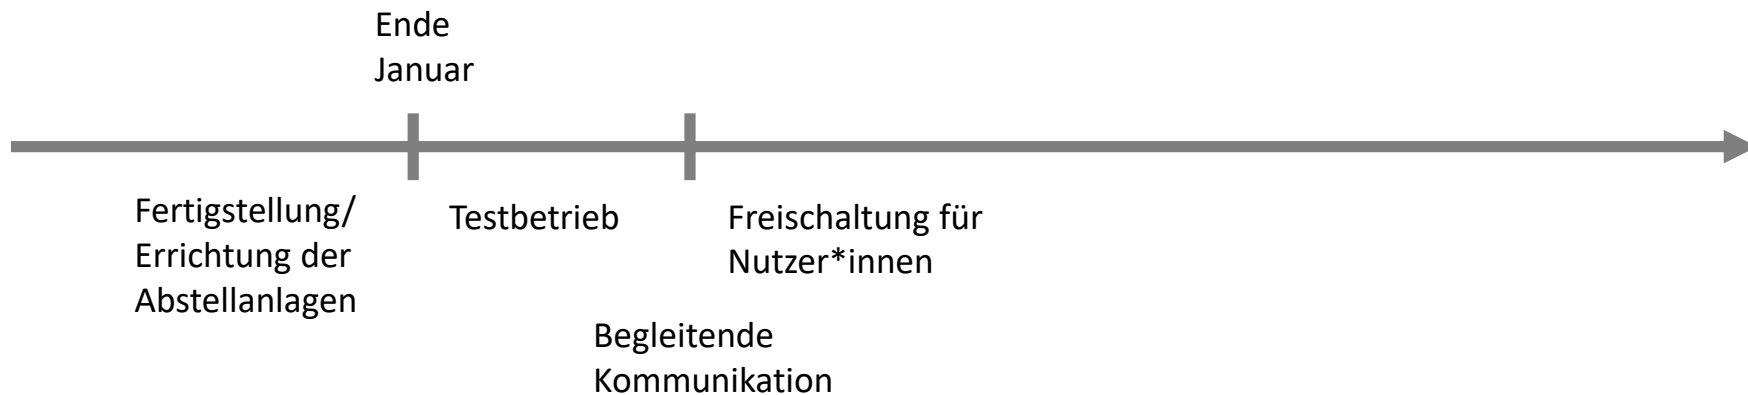 Ende
Januar
Fertigstellung/
Errichtung der
Abstellanlagen
Testbetrieb
Freischaltung für
Nutzer*innen
Begleitende
Kommunikation